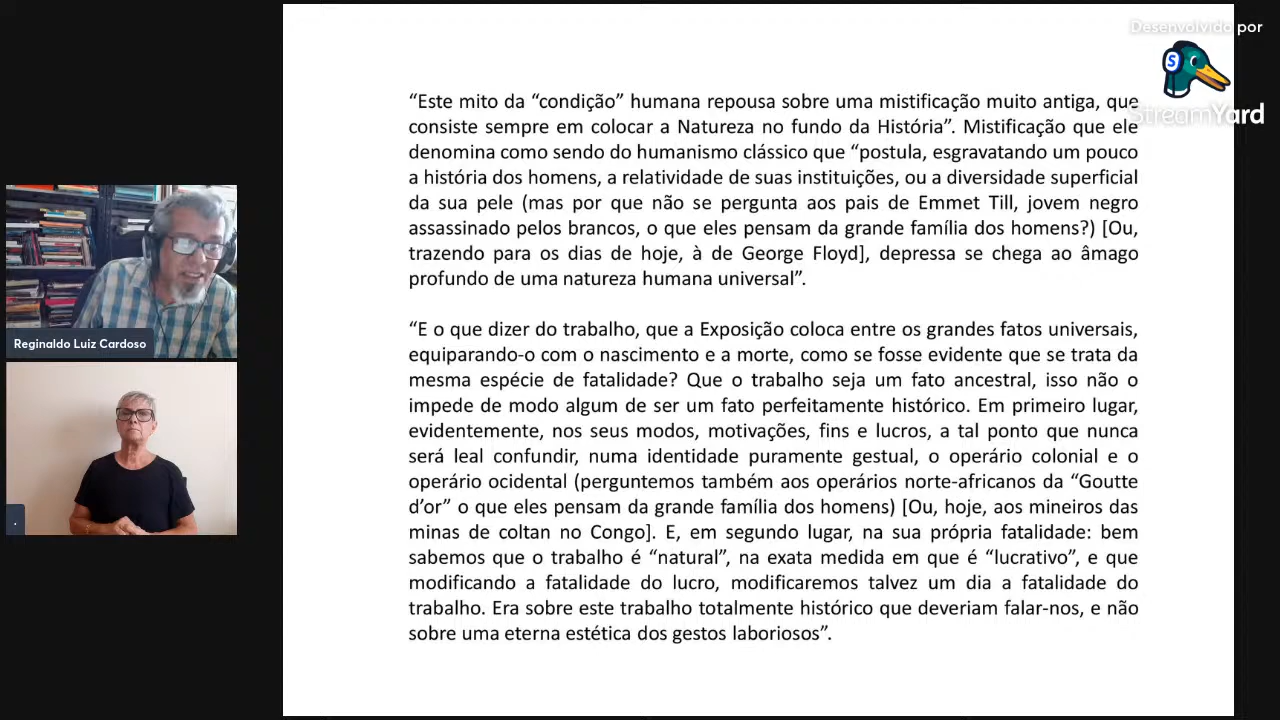 Desenvolvido por
StreamYard
“Este mito da “condição” humana repousa sobre uma mistificação muito antiga, que
consiste sempre em colocar a Natureza no fundo da História”. Mistificação que ele
denomina como sendo do humanismo clássico que “postula, esgravatando um pouco
a história dos homens, a relatividade de suas instituições, ou a diversidade superficial
da sua pele (mas por que não se pergunta aos pais de Emmet Till, jovem negro
assassinado pelos brancos, o que eles pensam da grande família dos homens?) [Ou,
trazendo para os dias de hoje, à de George Floyd], depressa se chega ao âmago
profundo de uma natureza humana universal”.
“E o que dizer do trabalho, que a Exposição coloca entre os grandes fatos universais,
equiparando-o com o nascimento e a morte, como se fosse evidente que se trata da
mesma espécie de fatalidade? Que o trabalho seja um fato ancestral, isso não o
impede de modo algum de ser um fato perfeitamente histórico. Em primeiro lugar,
evidentemente, nos seus modos, motivações, fins e lucros, a tal ponto que nunca
será leal confundir, numa identidade puramente gestual, o operário colonial e o
operário ocidental (perguntemos também aos operários norte-africanos da “Goutte
d’or” o que eles pensam da grande família dos homens) [Ou, hoje, aos mineiros das
minas de coltan no Congo]. E, em segundo lugar, na sua própria fatalidade: bem
sabemos que o trabalho é “natural”, na exata medida em que é “lucrativo”, e que
modificando a fatalidade do lucro, modificaremos talvez um dia a fatalidade do
trabalho. Era sobre este trabalho totalmente histórico que deveriam falar-nos, e não
sobre uma eterna estética dos gestos laboriosos”.
Reginaldo Luiz Cardoso
.